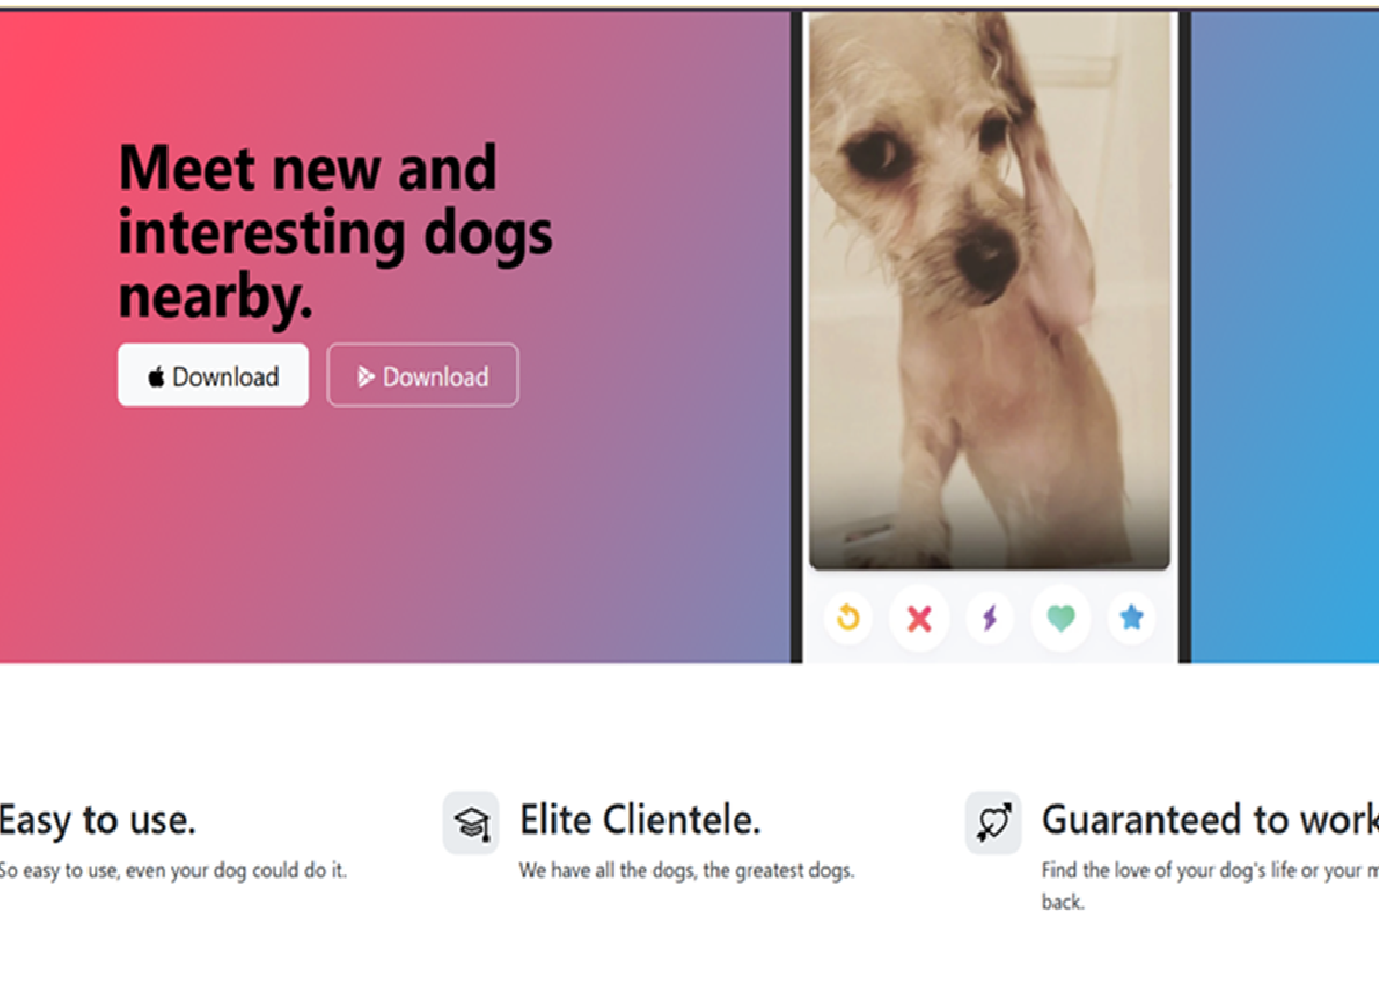 Meet new and
interesting dogs
nearby.
Download
Download
Easy to use.
So easy to use, even your dog could do it.
Elite Clientele.
We have all the dogs, the greatest dogs.
Guaranteed to work
Find the love of your dog's life or your
back.